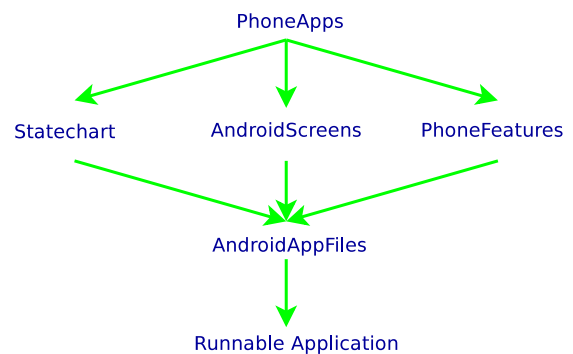 PhoneApps
Statechart
AndroidScreens
PhoneFeatures
AndroidAppFiles
Runnable Application